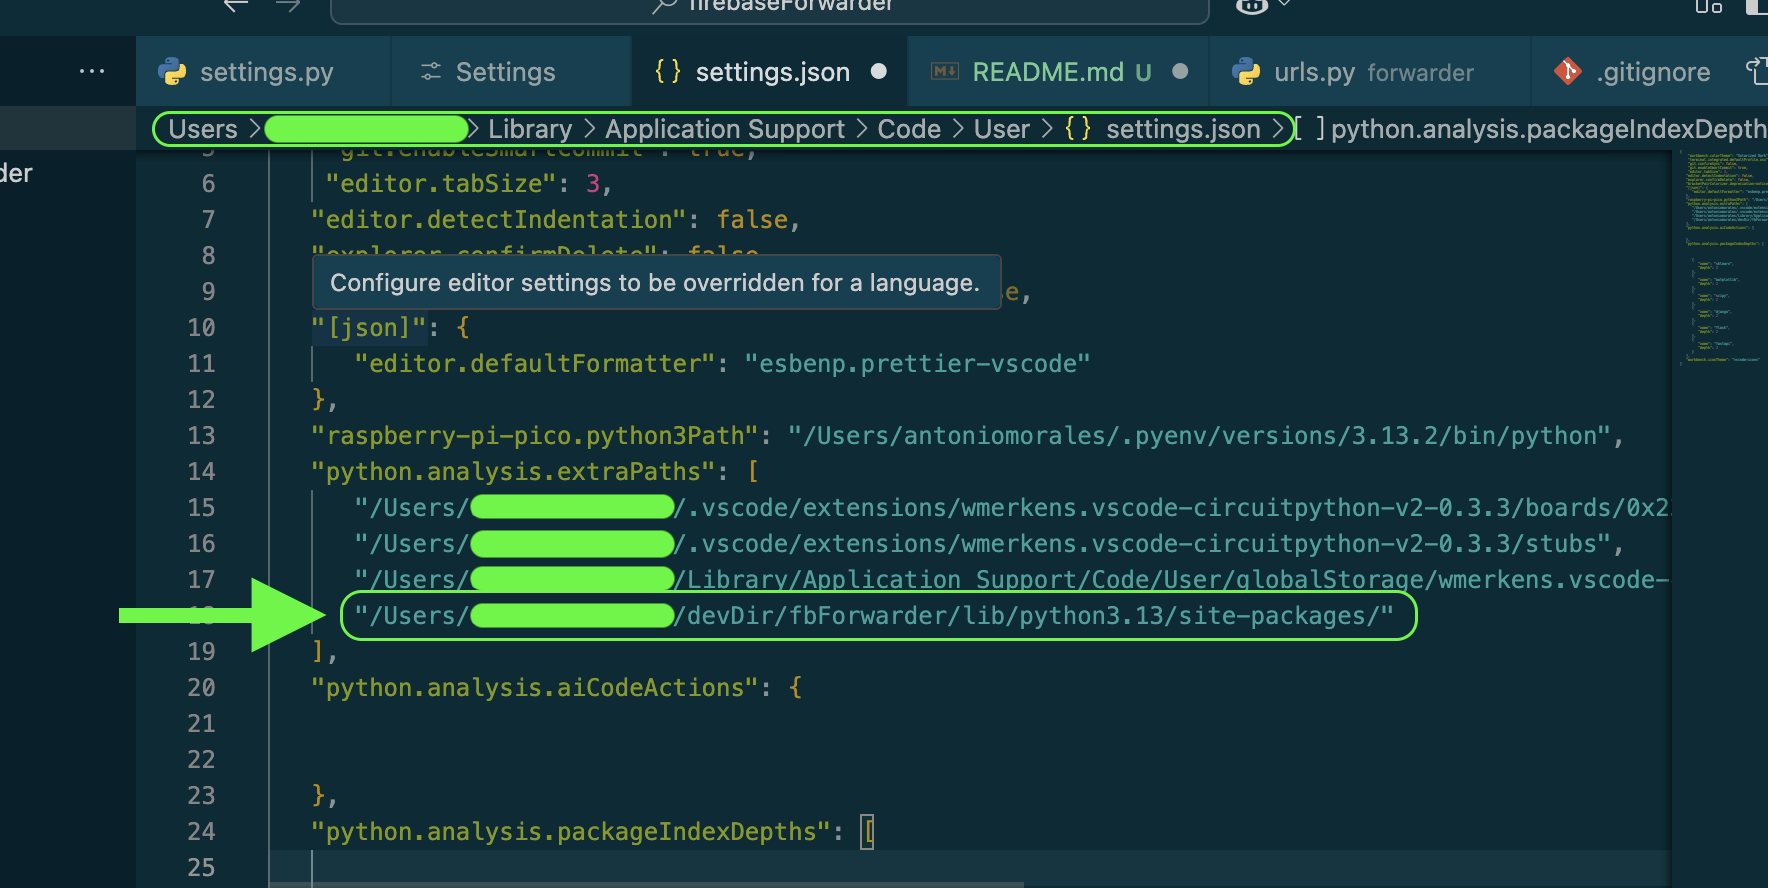 firebaseForwarder
settings.py
Settings
{} settings.json
README.md U
urls.py forwarder
.gitignore
Users > > Library > Application Support > Code > User > {} settings.json > [ ] python.analysis.packageIndexDepths
der
5 "git.enableSmartCommit": true,
6 "editor.tabSize": 3,
7 "editor.detectIndentation": false,
8 "explorer.confirmDelete": false
Configure editor settings to be overridden for a language.
9 e,
10 "[json]": {
11 "editor.defaultFormatter": "esbenp.prettier-vscode"
12 },
13 "raspberry-pi-pico.python3Path": "/Users/antoniomorales/.pyenv/versions/3.13.2/bin/python",
14 "python.analysis.extraPaths": [
15 "/Users/ /.vscode/extensions/wmerkens.vscode-circuitpython-v2-0.3.3/boards/0x2
16 "/Users/ /.vscode/extensions/wmerkens.vscode-circuitpython-v2-0.3.3/stubs",
17 "/Users/ /Library/Application Support/Code/User/globalStorage/wmerkens.vscode-
18 "/Users/ /devDir/fbForwarder/lib/python3.13/site-packages/"
19 ],
20 "python.analysis.aiCodeActions": {
21
22
23 },
24 "python.analysis.packageIndexDepths": [
25